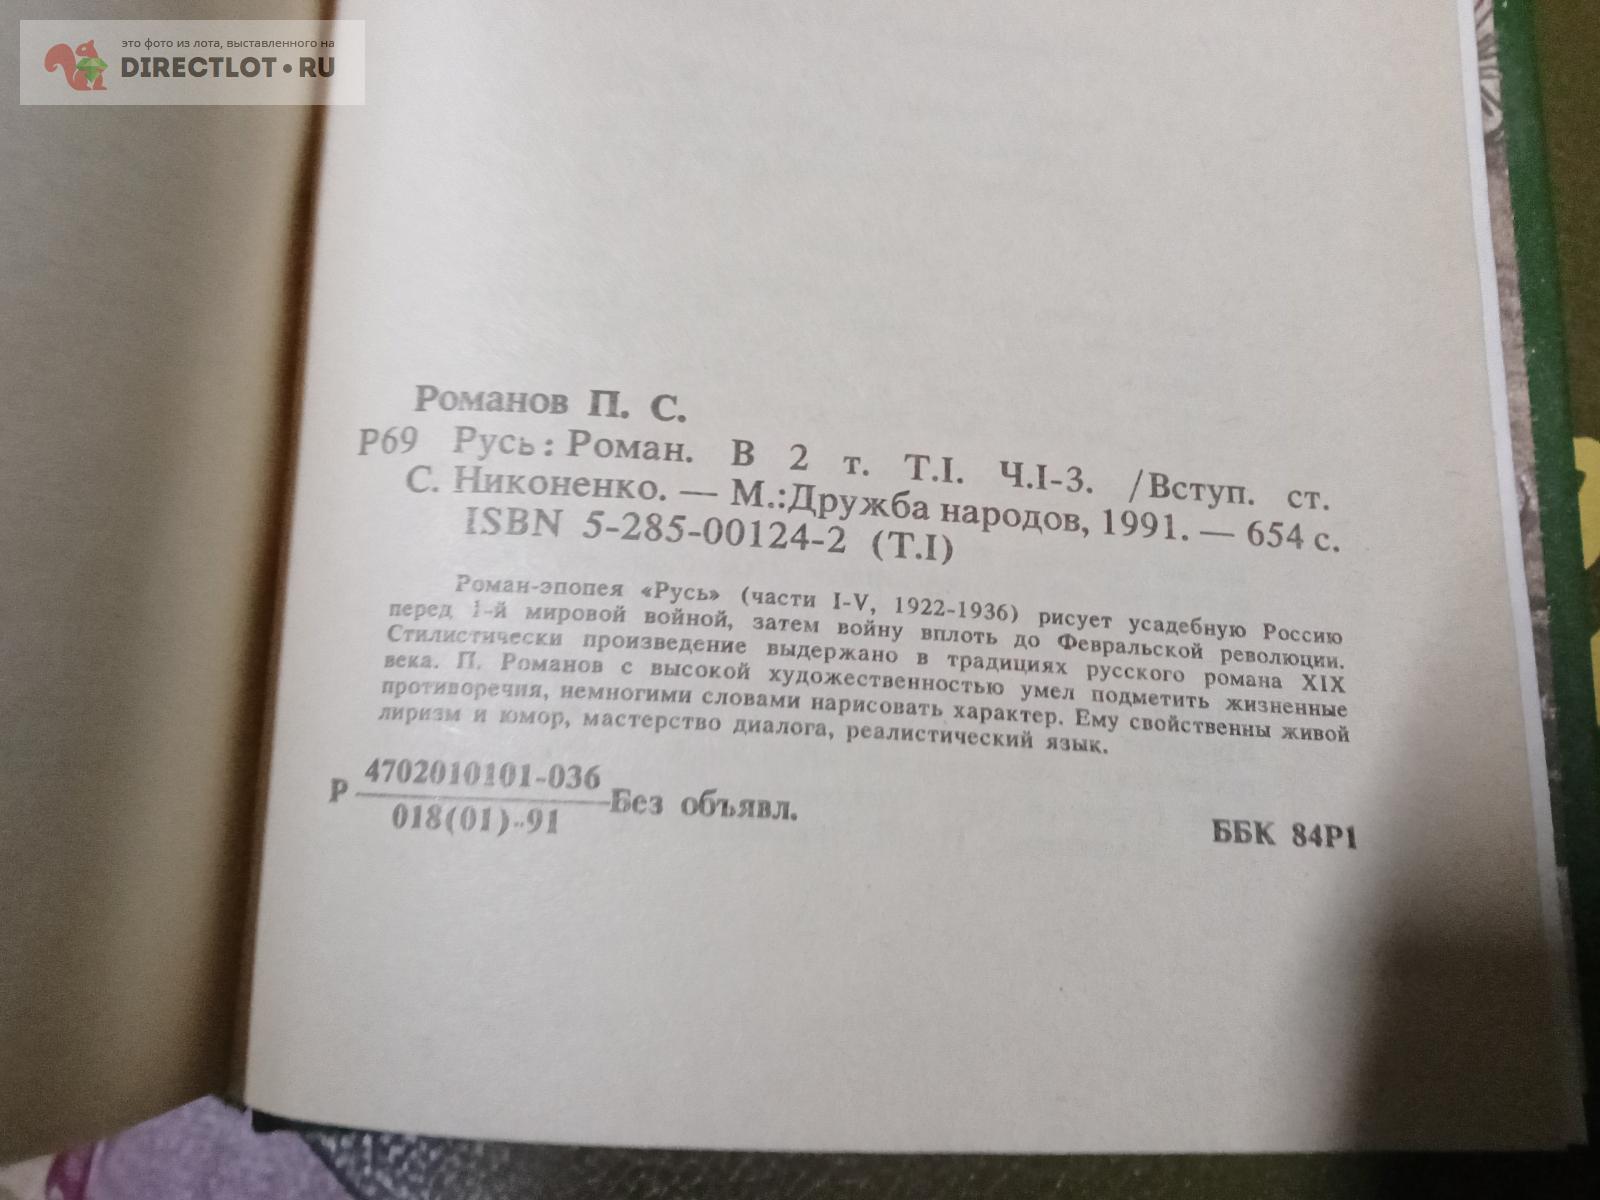 это фото из лота, выставленного на
DIRECTLOT•RU
Романов П. С.
Р69 Русь: Роман. В 2 т. Т.I. Ч.I-3. /Вступ. ст.
С. Никоненко. — М.:Дружба народов, 1991. — 654 с.
ISBN 5-285-00124-2 (Т.I)
Роман-эпопея «Русь» (части I-V, 1922-1936) рисует усадебную Россию
перед 1-й мировой войной, затем войну вплоть до Февральской революции.
Стилистически произведение выдержано в традициях русского романа XIX
века. П. Романов с высокой художественностью умел подметить жизненные
противоречия, немногими словами нарисовать характер. Ему свойственны живой
лиризм и юмор, мастерство диалога, реалистический язык.
4702010101-036
Р Без объявл.
018(01)-91
ББК 84Р1